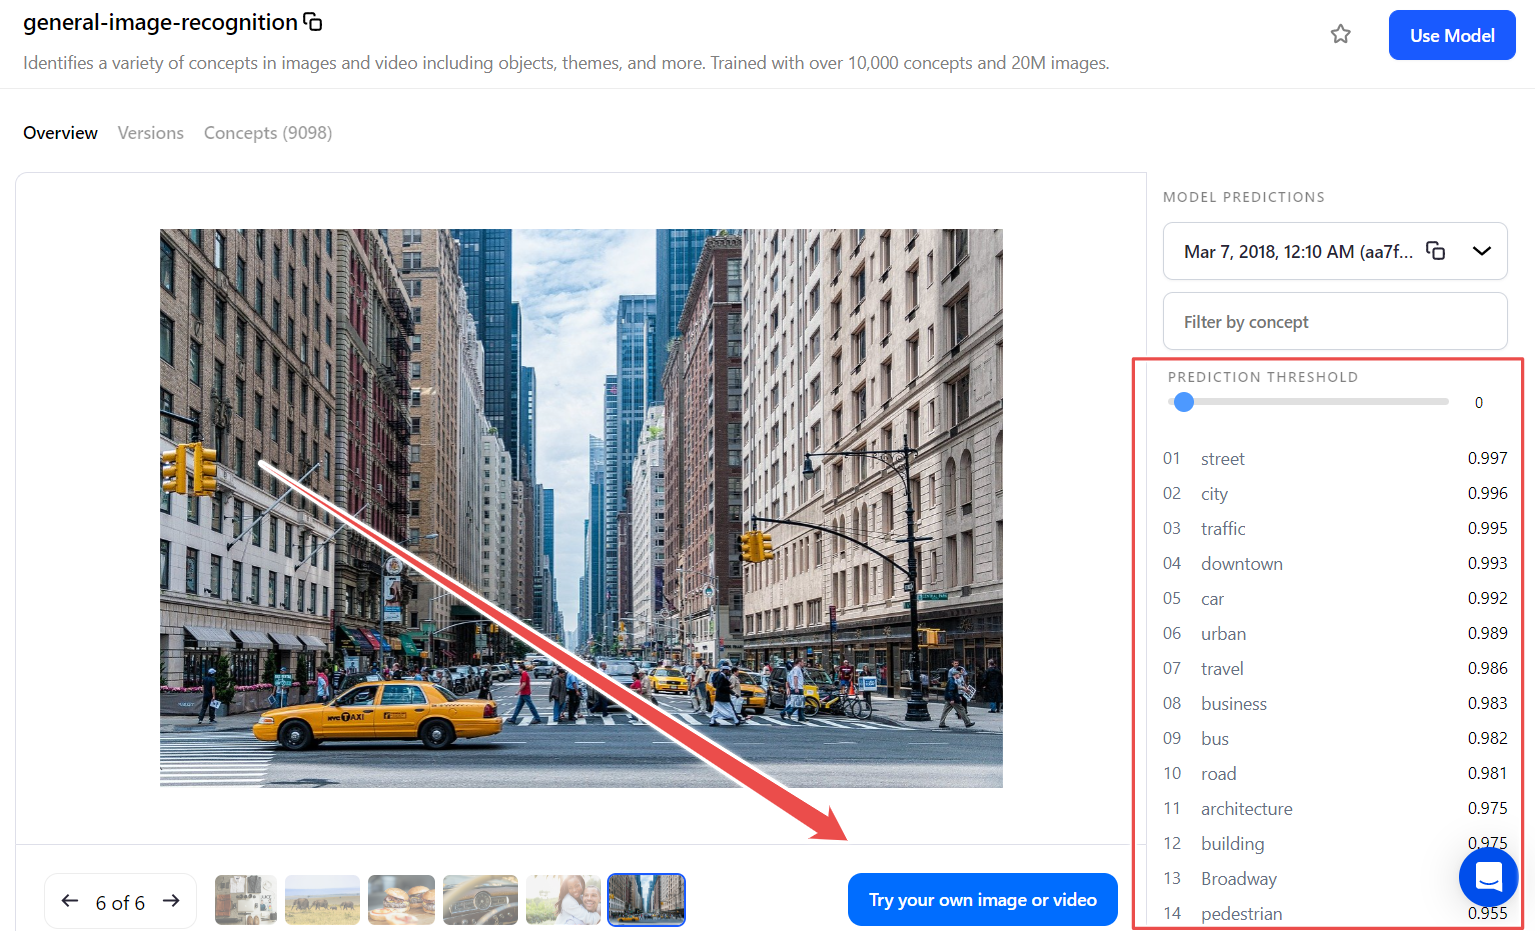 general-image-recognition
Use Model
Identifies a variety of concepts in images and video including objects, themes, and more. Trained with over 10,000 concepts and 20M images.
Overview Versions Concepts (9098)
MODEL PREDICTIONS
Mar 7, 2018, 12:10 AM (aa7f...
Filter by concept
PREDICTION THRESHOLD
0
01 street 0.997
02 city 0.996
03 traffic 0.995
04 downtown 0.993
05 car 0.992
06 urban 0.989
07 travel 0.986
08 business 0.983
09 bus 0.982
10 road 0.981
11 architecture 0.975
12 building 0.975
13 Broadway
14 pedestrian 0.955
NYC TAXI
6 of 6
Try your own image or video